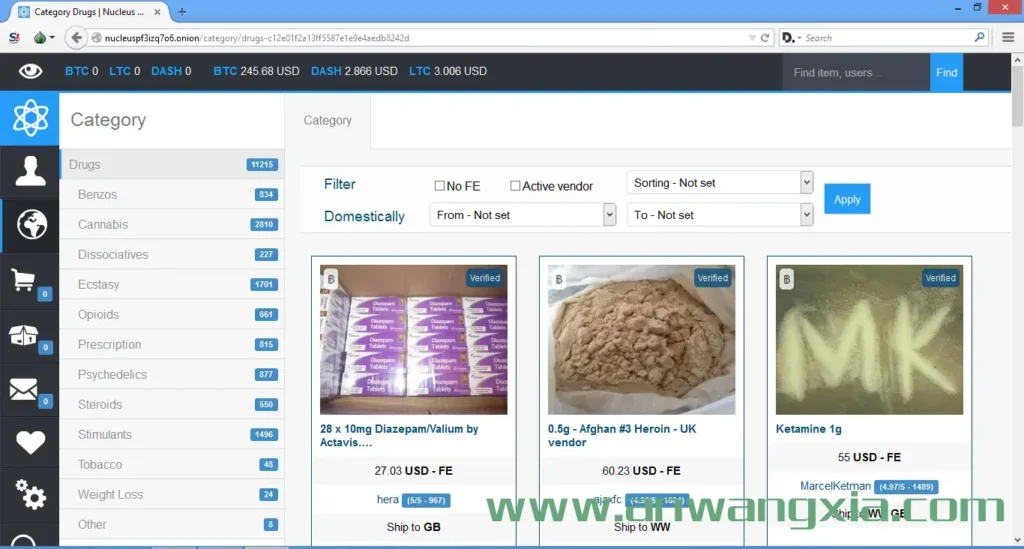 Category Drugs | Nucleus ...
nucleuspf3izq7o6.onion/category/drugs-c12e01f2a13ff5587e1e9e4aedb8242d
Search
BTC 0 LTC 0 DASH 0 BTC 245.68 USD DASH 2.866 USD LTC 3.006 USD
Find item, users...
Find
Category
Category
Drugs 11215
Benzos 834
Cannabis 2810
Dissociatives 227
Ecstasy 1701
Opioids 661
Prescription 815
Psychedelics 877
Steroids 550
Stimulants 1496
Tobacco 48
Weight Loss 24
Other 8
0
0
0
Filter No FE Active vendor Sorting - Not set
Apply
Domestically From - Not set To - Not set
Verified
Diazepam
Tablets
28 x 10mg Diazepam/Valium by
Actavis....
27.03 USD - FE
hera (5/5 - 967)
Ship to GB
Verified
0.5g - Afghan #3 Heroin - UK
vendor
60.23 USD - FE
ajaxfc
Ship to WW
Verified
MK
Ketamine 1g
55 USD - FE
MarcelKetman (4.97/5 - 1489)
Ship to WW, GB
www.anwangxia.com